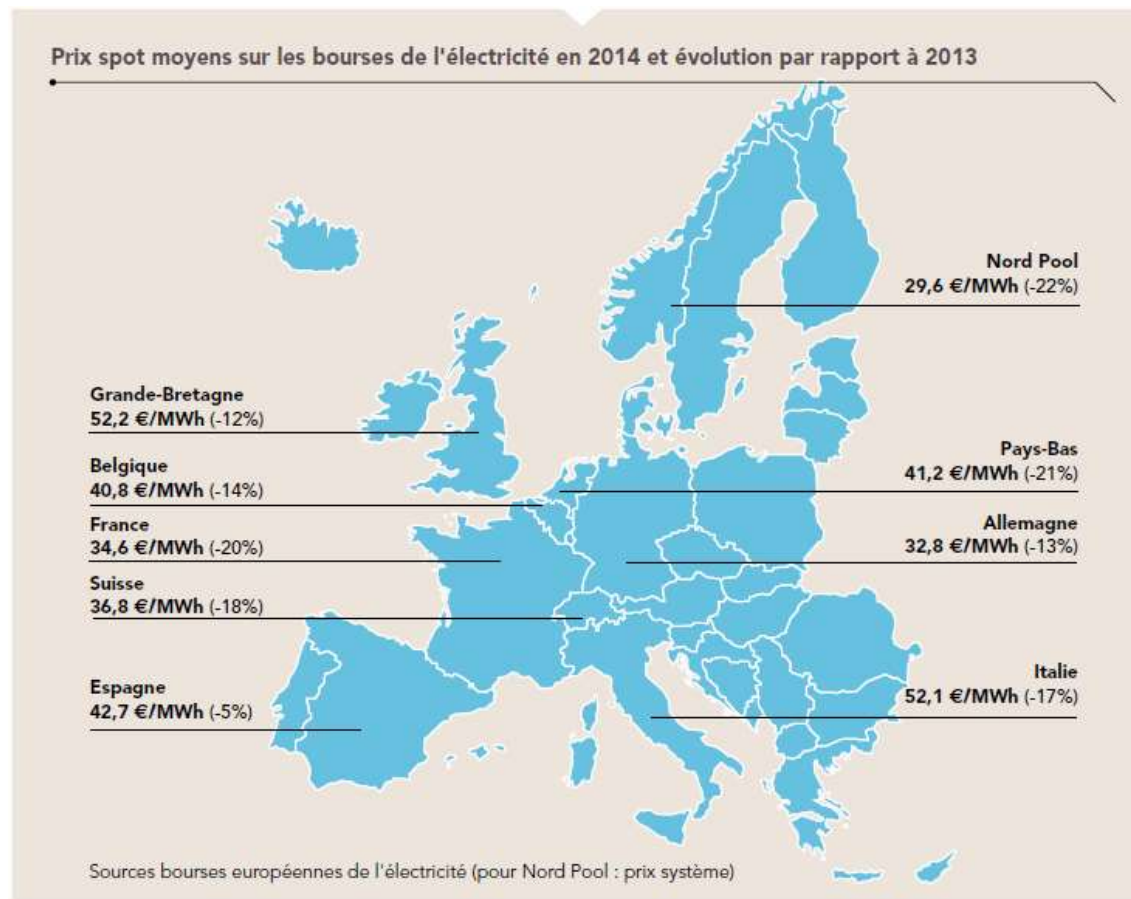 Prix spot moyens sur les bourses de l'électricité en 2014 et évolution par rapport à 2013
Nord Pool
29,6 €/MWh (-22%)
Grande-Bretagne
52,2 €/MWh (-12%)
Belgique
40,8 €/MWh (-14%)
Pays-Bas
41,2 €/MWh (-21%)
France
34,6 €/MWh (-20%)
Allemagne
32,8 €/MWh (-13%)
Suisse
36,8 €/MWh (-18%)
Espagne
42,7 €/MWh (-5%)
Italie
52,1 €/MWh (-17%)
Sources bourses européennes de l'électricité (pour Nord Pool : prix système)